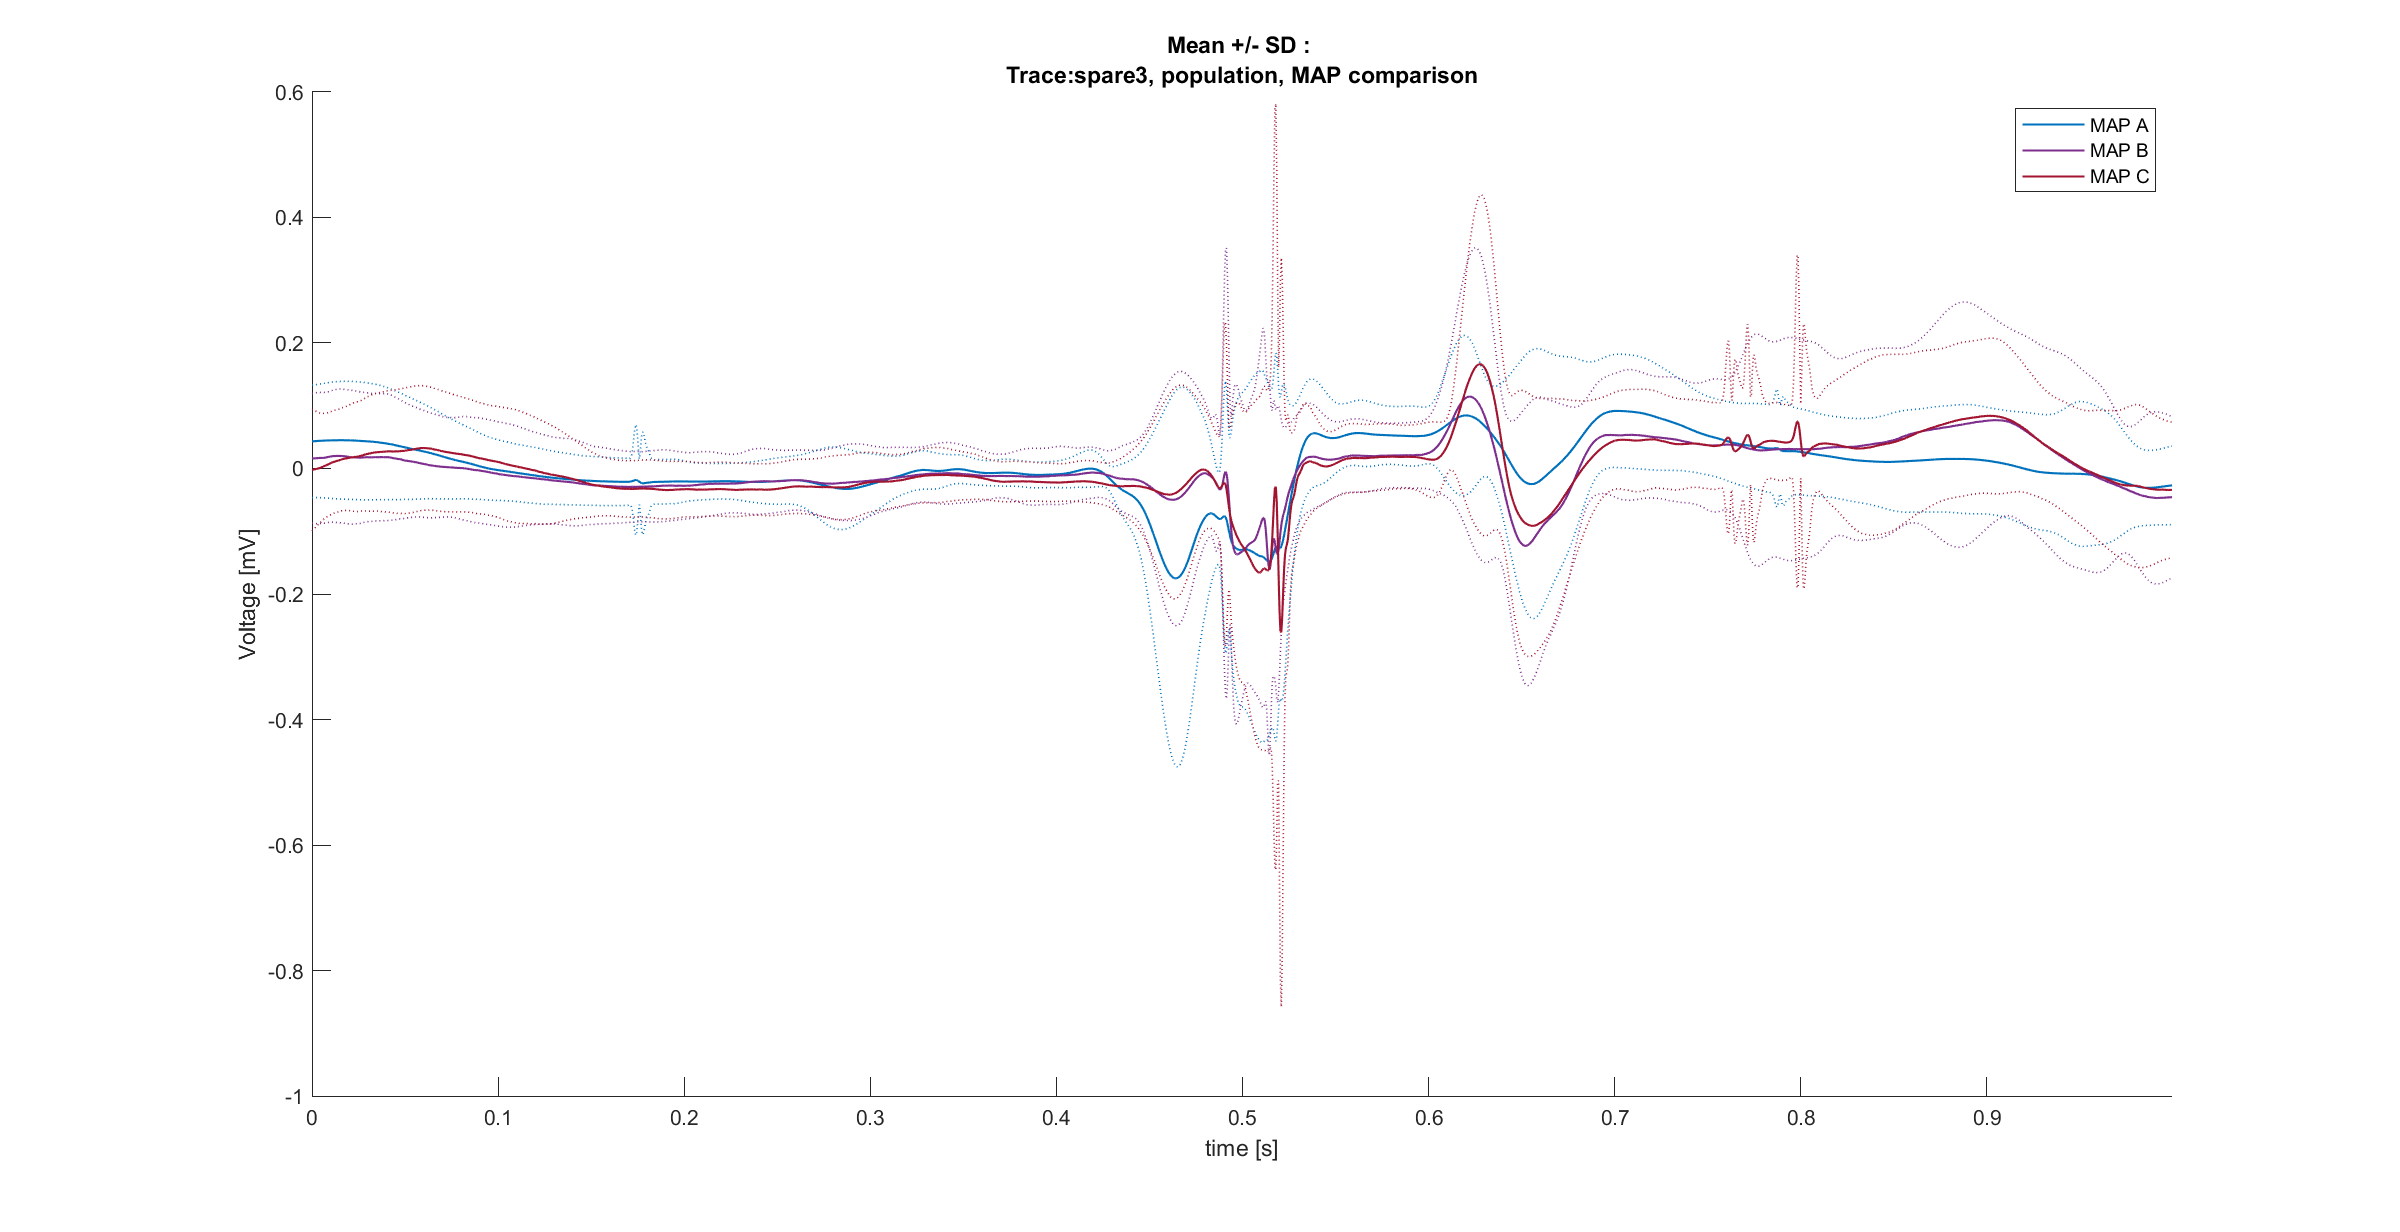 Mean +/- SD :
Trace:spare3, population, MAP comparison
MAP A
MAP B
MAP C
Voltage [mV]
0.6
0.4
0.2
0
-0.2
-0.4
-0.6
-0.8
-1
0 0.1 0.2 0.3 0.4 0.5 0.6 0.7 0.8 0.9
time [s]